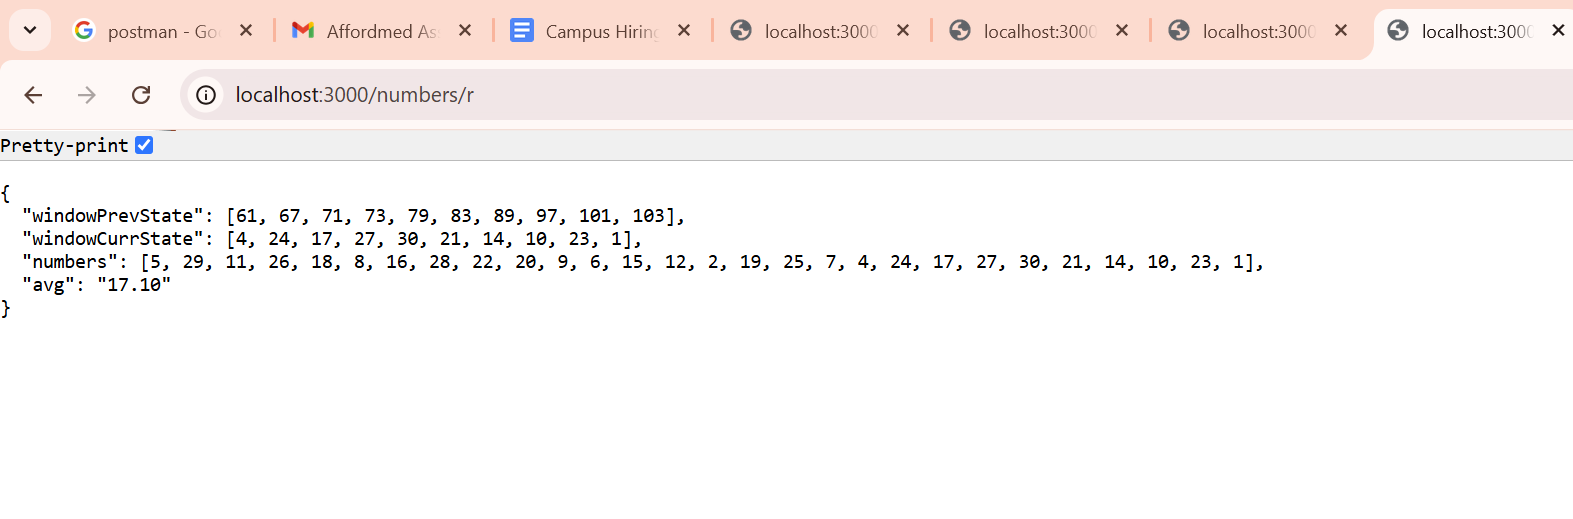 postman - Go
Affordmed As
Campus Hiring
localhost:3000
localhost:3000
localhost:3000
localhost:3000
localhost:3000/numbers/r
Pretty-print
{
"windowPrevState": [61, 67, 71, 73, 79, 83, 89, 97, 101, 103],
"windowCurrState": [4, 24, 17, 27, 30, 21, 14, 10, 23, 1],
"numbers": [5, 29, 11, 26, 18, 8, 16, 28, 22, 20, 9, 6, 15, 12, 2, 19, 25, 7, 4, 24, 17, 27, 30, 21, 14, 10, 23, 1],
"avg": "17.10"
}